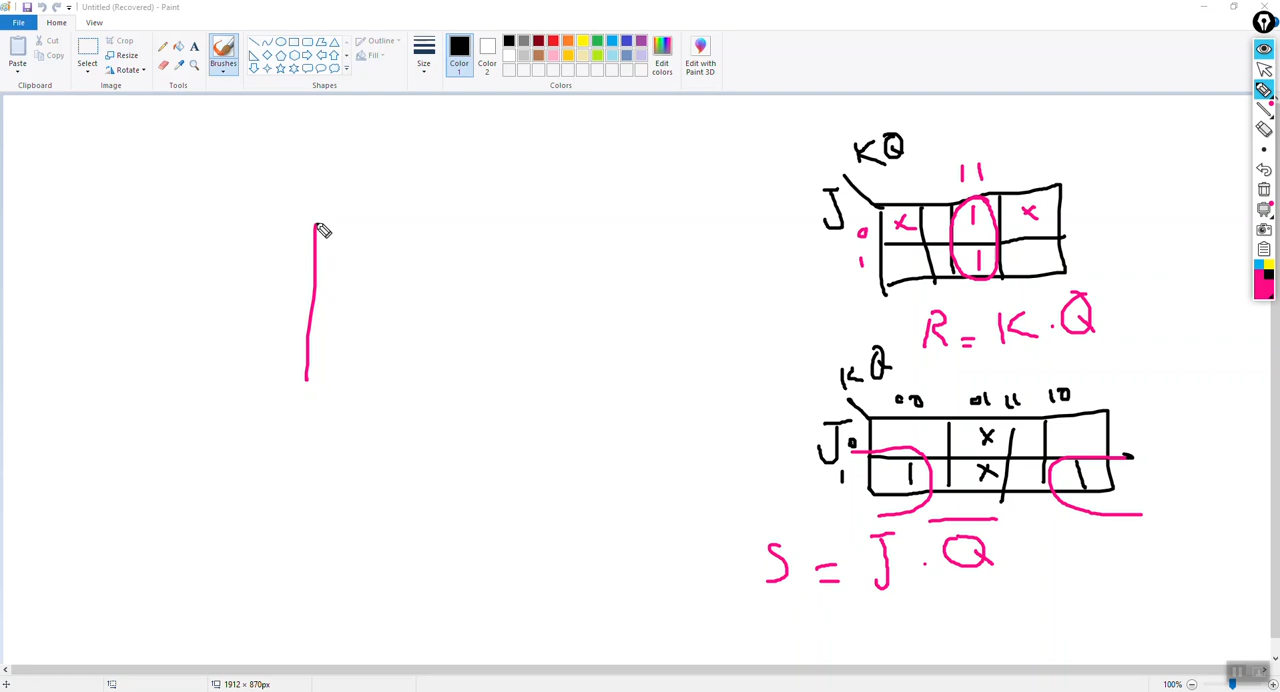 Untitled (Recovered) - Paint
File Home View
Paste Cut Copy Clipboard
Select Crop Resize Rotate Image
Tools
Brushes
Outline Fill Shapes
Size
Color 1 Color 2 Edit colors Colors
Edit with Paint 3D
KQ
11
J
0 x 1 x
1 1
R = K . Q
KQ
00 01 11 10
J 0 x
1 1 x 1
S = J . Q̅
1912 × 870px 100%